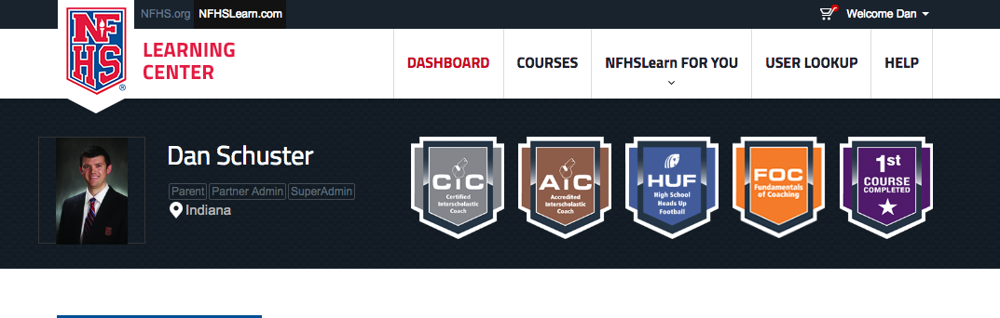 NFHS.org NFHSLearn.com
Welcome Dan
NF
HS
®
LEARNING
CENTER
DASHBOARD
COURSES
NFHSLearn FOR YOU
USER LOOKUP
HELP
Dan Schuster
Parent Partner Admin SuperAdmin
Indiana
CiC
Certified
Interscholastic
Coach
AiC
Accredited
Interscholastic
Coach
HUF
High School
Heads Up
Football
FOC
Fundamentals
of Coaching
1st
COURSE
COMPLETED